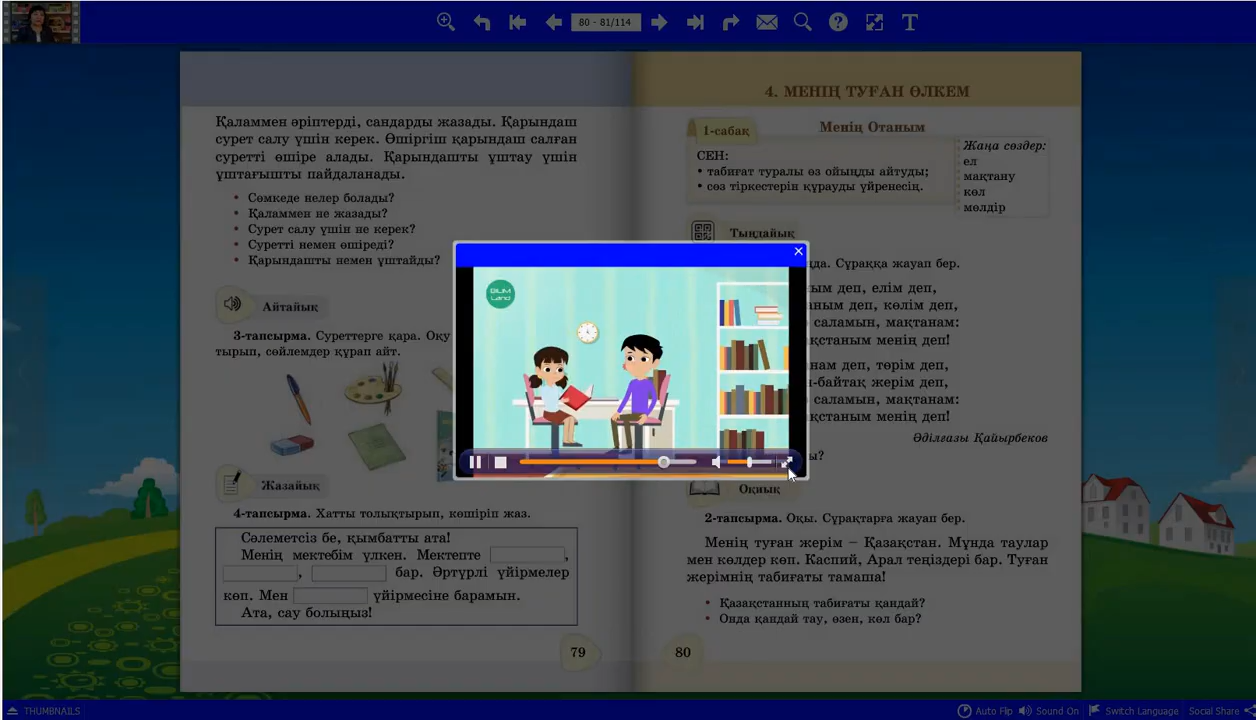 80 - 81/114
Қаламмен әріптерді, сандарды жазады. Қарындаш
сурет салу үшін керек. Өшіргіш қарындаш салған
суретті өшіре алады. Қарындашты ұштау үшін
ұштағышты пайдаланады.
• Сөмкеде нелер болады?
• Қаламмен не жазады?
• Сурет салу үшін не керек?
• Суретті немен өшіреді?
• Қарындашты немен ұштайды?
Айтайық
3-тапсырма. Суреттерге қара. Оқу
тырып, сөйлемдер құрап айт.
Жазайық
4-тапсырма. Хатты толықтырып, көшіріп жаз.
Сәлеметсіз бе, қымбатты ата!
Менің мектебім үлкен. Мектепте ,
, бар. Әртүрлі үйірмелер
көп. Мен үйірмесіне барамын.
Ата, сау болыңыз!
79
4. МЕНІҢ ТУҒАН ӨЛКЕМ
1-сабақ
Менің Отаным
СЕН:
• табиғат туралы өз ойыңды айтуды;
• сөз тіркестерін құрауды үйренесің.
Жаңа сөздер:
ел
мақтану
көл
мөлдір
Тыңдайық
да. Сұраққа жауап бер.
ым деп, елім деп,
аным деп, көлім деп,
саламын, мақтанам:
қстаным менің деп!
нам деп, төрім деп,
н-байтақ жерім деп,
саламын, мақтанам:
қстаным менің деп!
Әділғазы Қайырбеков
ы?
Оқиық
2-тапсырма. Оқы. Сұрақтарға жауап бер.
Менің туған жерім – Қазақстан. Мұнда таулар
мен көлдер көп. Каспий, Арал теңіздері бар. Туған
жерімнің табиғаты тамаша!
• Қазақстанның табиғаты қандай?
• Онда қандай тау, өзен, көл бар?
80
BILIM
Land
THUMBNAILS
Auto Flip
Sound On
Switch Language
Social Share